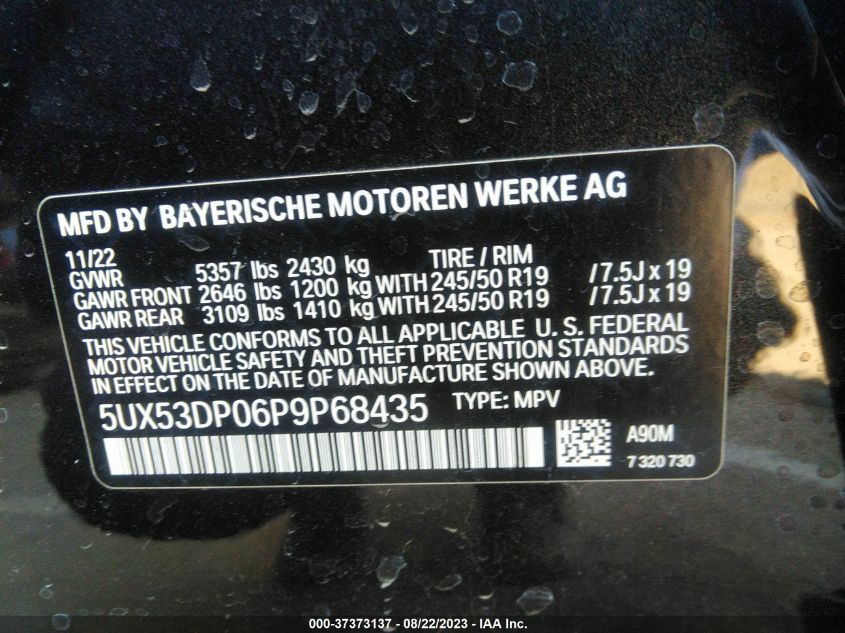 MFD BY BAYERISCHE MOTOREN WERKE AG
11/22 TIRE / RIM
GVWR 5357 lbs 2430 kg
GAWR FRONT 2646 lbs 1200 kg WITH 245/50 R19 /7.5J x 19
GAWR REAR 3109 lbs 1410 kg WITH 245/50 R19 /7.5J x 19
THIS VEHICLE CONFORMS TO ALL APPLICABLE U. S. FEDERAL
MOTOR VEHICLE SAFETY AND THEFT PREVENTION STANDARDS
IN EFFECT ON THE DATE OF MANUFACTURE SHOWN ABOVE.
5UX53DP06P9P68435 TYPE: MPV
A90M
7 320 730
000-37373137 - 08/22/2023 - IAA Inc.